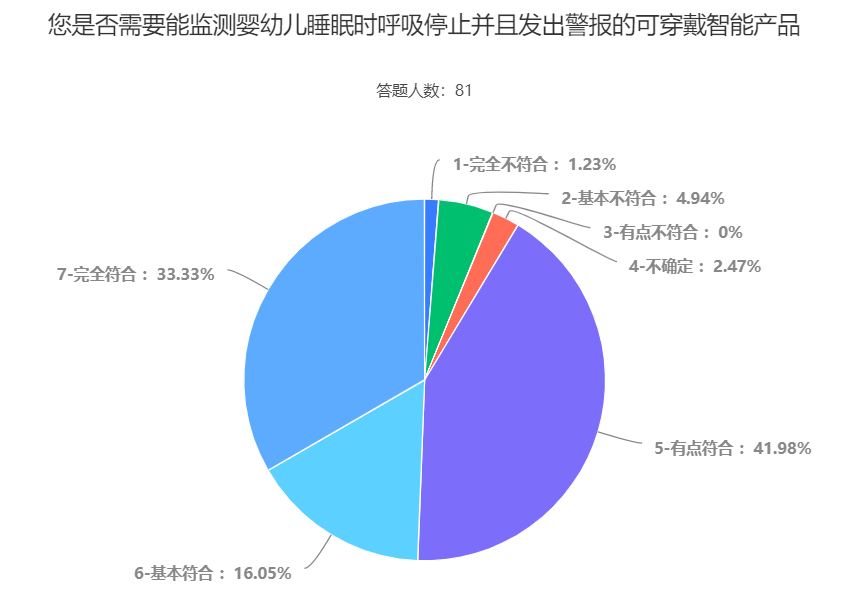 您是否需要能监测婴幼儿睡眠时呼吸停止并且发出警报的可穿戴智能产品
答题人数：81
1-完全不符合： 1.23%
2-基本不符合： 4.94%
3-有点不符合： 0%
4-不确定： 2.47%
7-完全符合： 33.33%
5-有点符合： 41.98%
6-基本符合： 16.05%